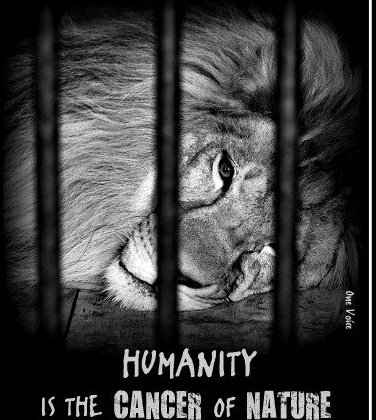 One Voice
HUMANITY
IS THE CANCER OF NATURE